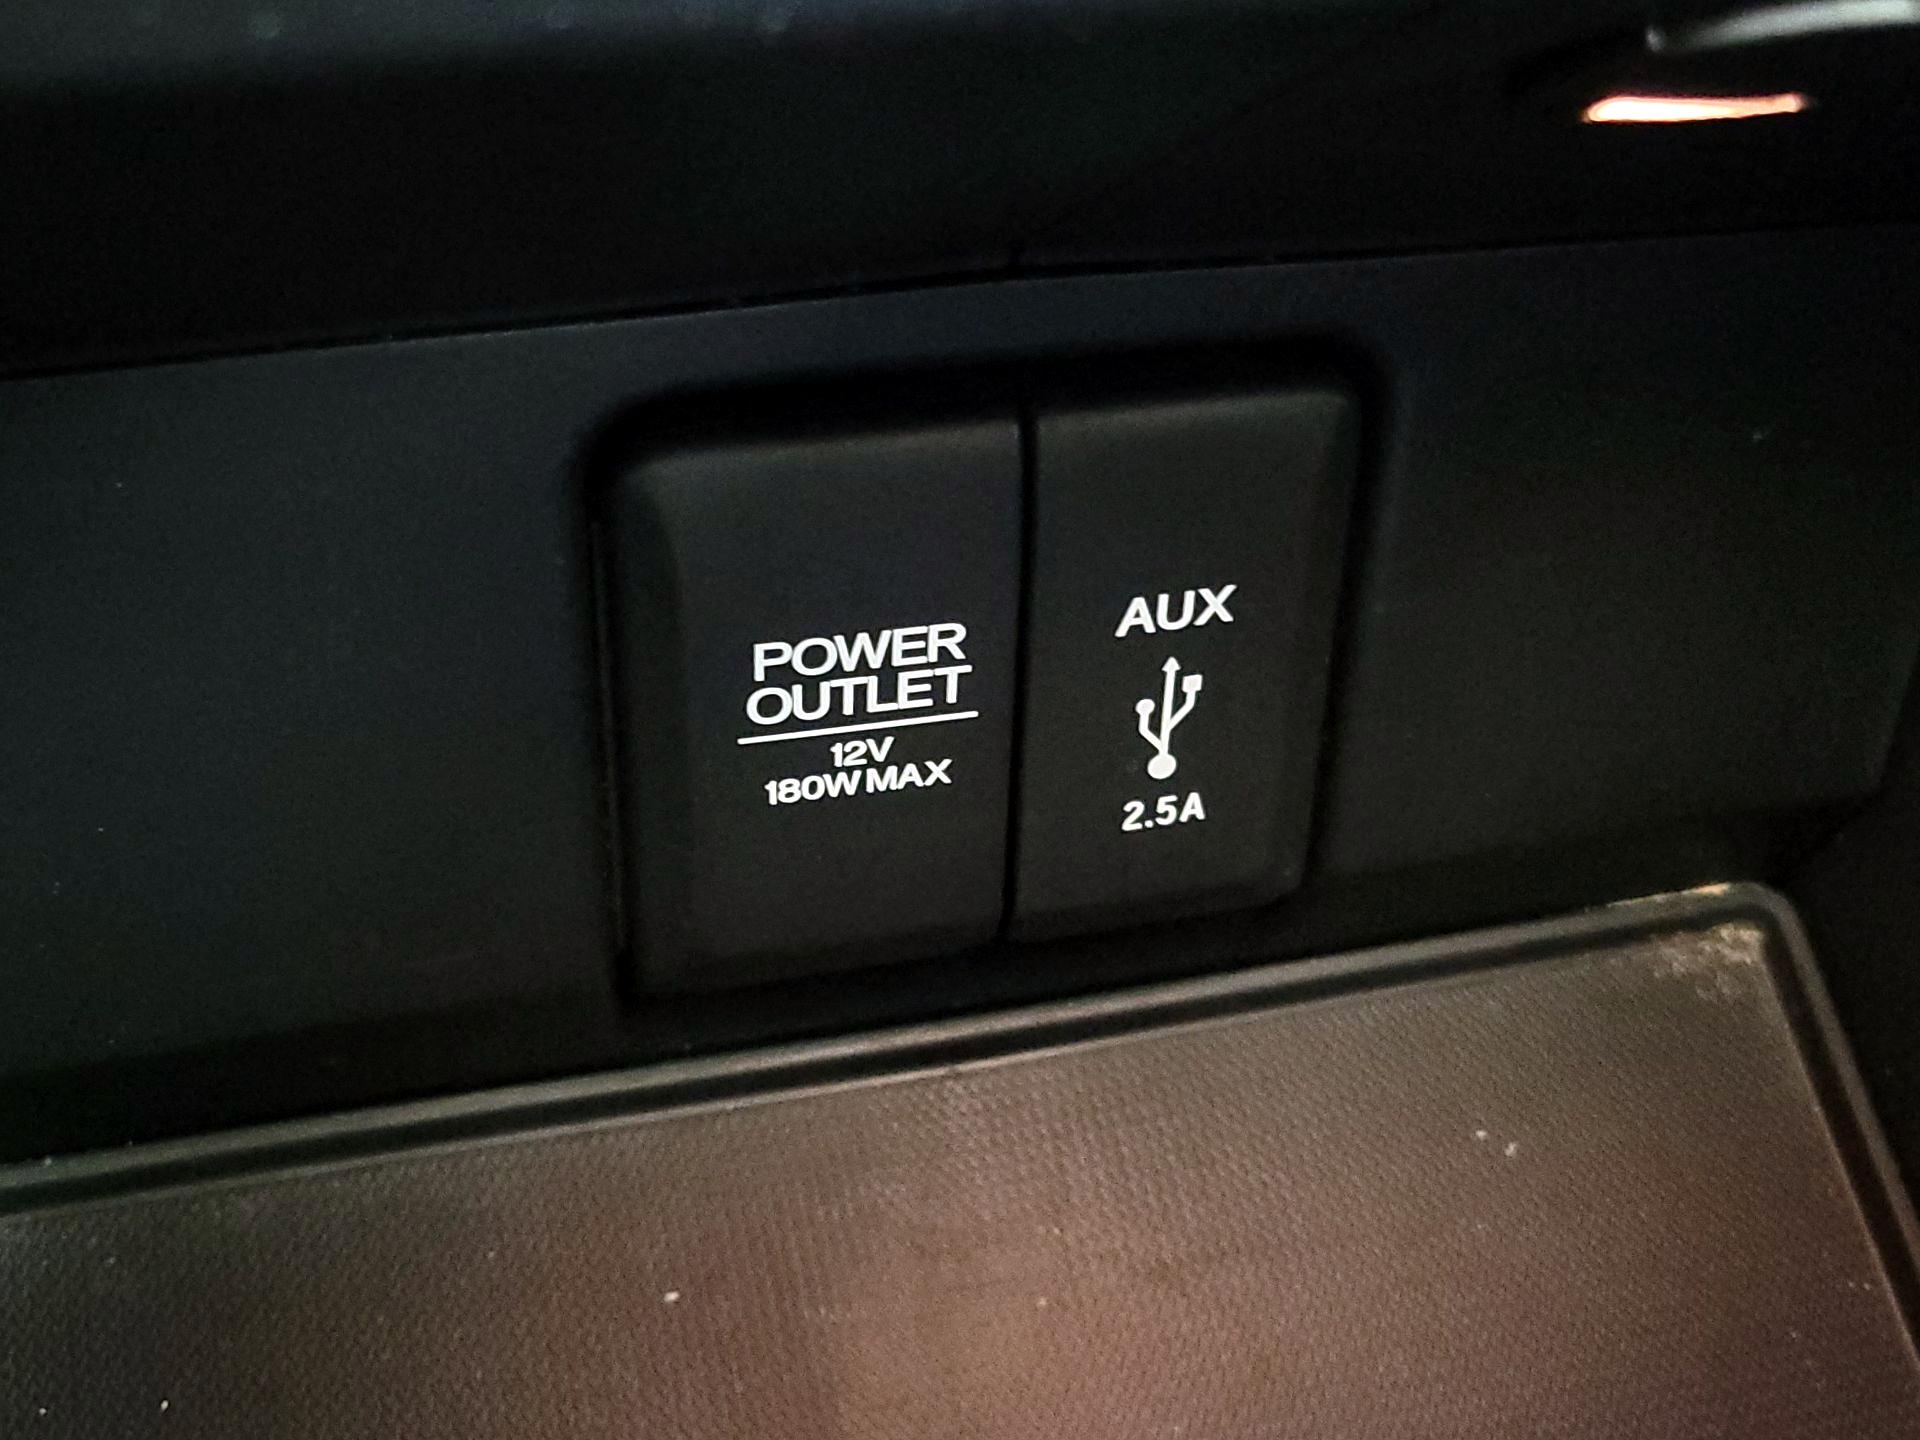 POWER
OUTLET
12V
180W MAX
AUX
2.5A